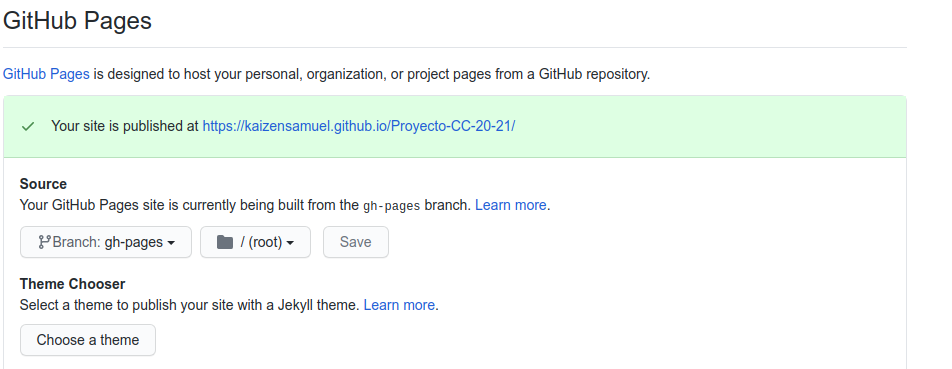 GitHub Pages
GitHub Pages is designed to host your personal, organization, or project pages from a GitHub repository.
Your site is published at https://kaizensamuel.github.io/Proyecto-CC-20-21/
Source
Your GitHub Pages site is currently being built from the gh-pages branch. Learn more.
Branch: gh-pages / (root) Save
Theme Chooser
Select a theme to publish your site with a Jekyll theme. Learn more.
Choose a theme